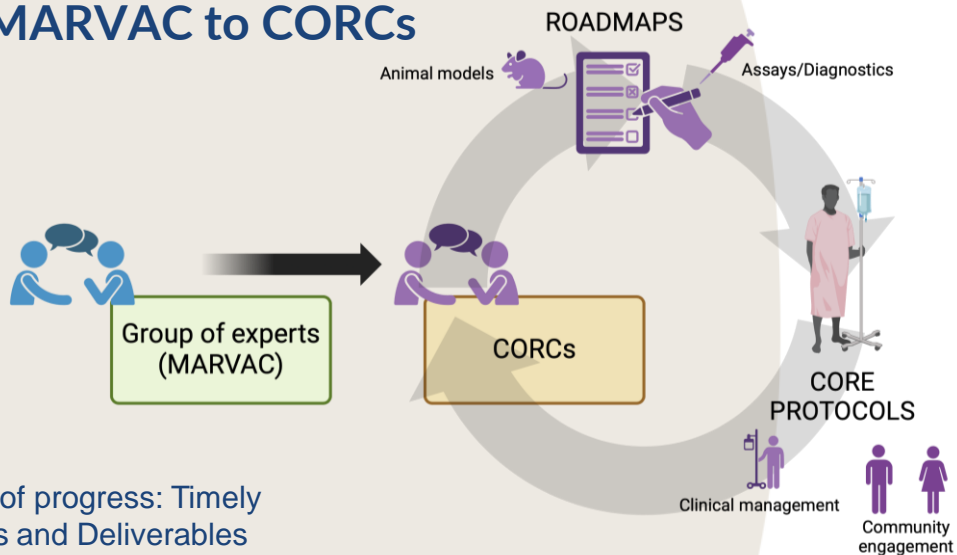 MARVAC to CORCs
ROADMAPS
Animal models
Assays/Diagnostics
Group of experts
(MARVAC)
CORCs
CORE
PROTOCOLS
Clinical management
Community
engagement
of progress: Timely
s and Deliverables